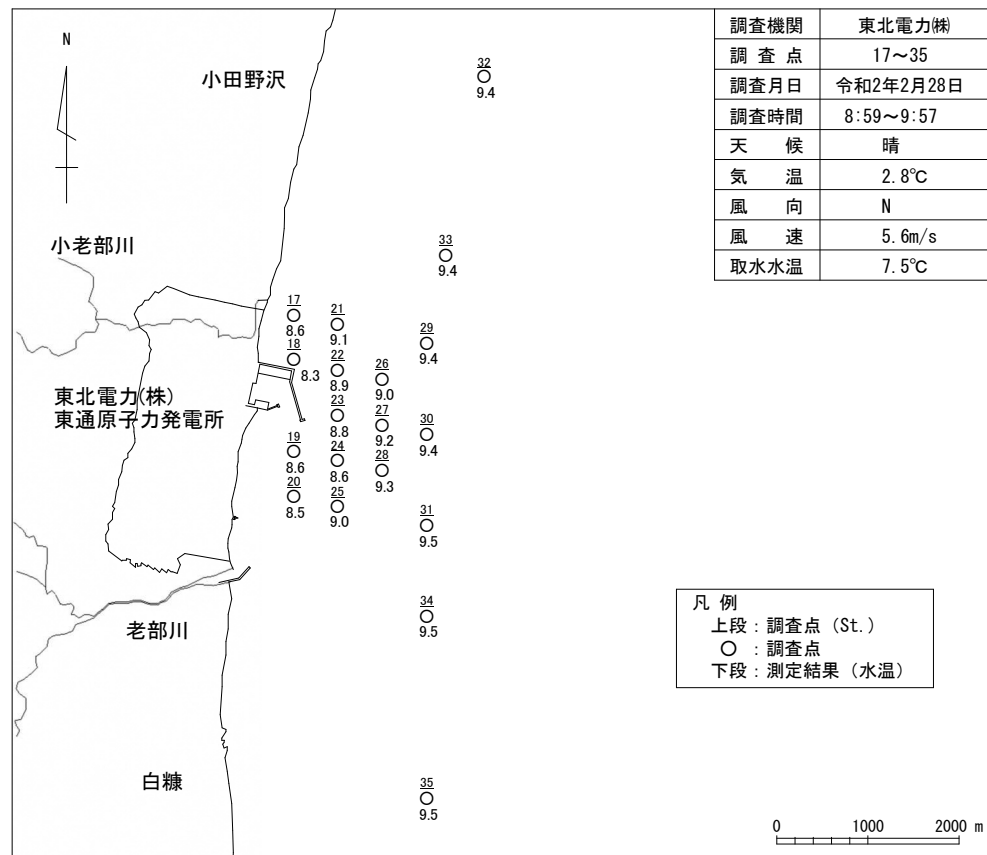 調査機関 東北電力㈱
調査点 17～35
調査月日 令和2年2月28日
調査時間 8:59～9:57
天候 晴
気温 2.8℃
風向 N
風速 5.6m/s
取水水温 7.5℃
N
小田野沢
32
9.4
小老部川
33
9.4
17
8.6
21
9.1
18
8.3
29
9.4
22
8.9
26
9.0
東北電力(株)
東通原子力発電所
23
8.8
27
9.2
30
9.4
19
8.6
24
8.6
28
9.3
20
8.5
25
9.0
31
9.5
34
9.5
老部川
凡例
上段：調査点（St.）
○：調査点
下段：測定結果（水温）
白糠
35
9.5
0 1000 2000 m